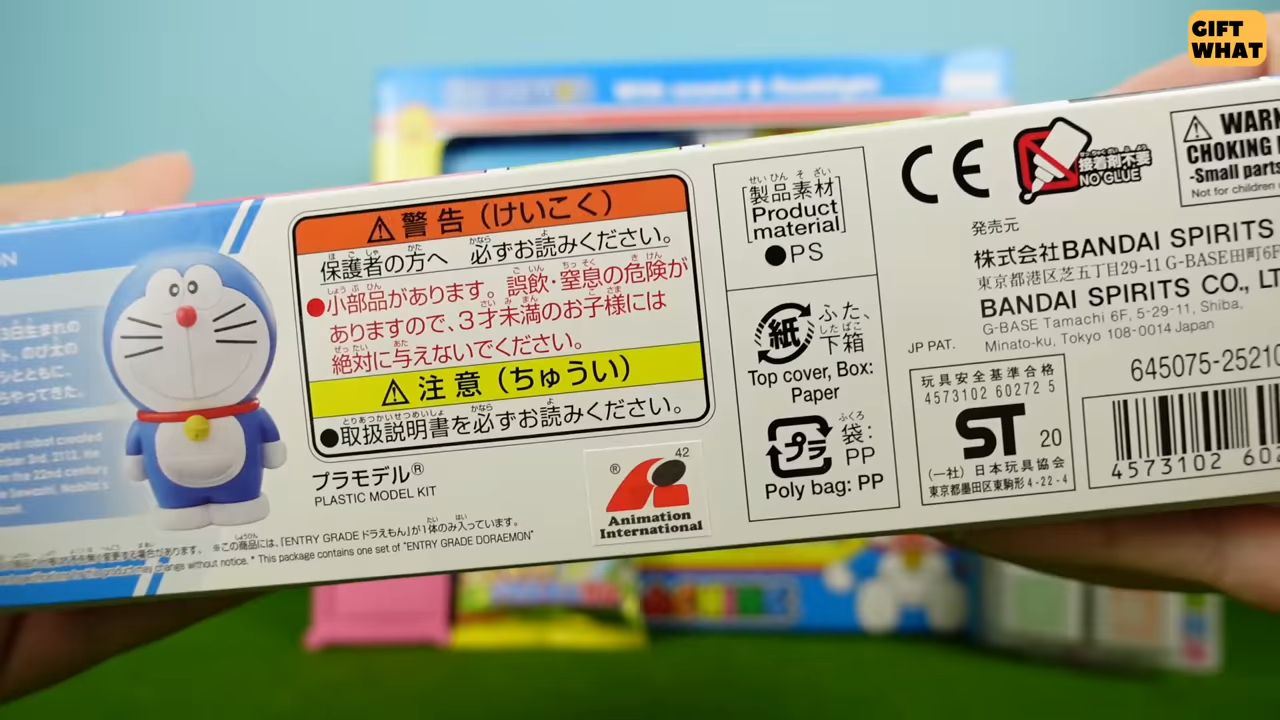 GIFT
WHAT
With sound &
警告（けいこく）
保護者の方へ 必ずお読みください。
●小部品があります。誤飲・窒息の危険が
ありますので、3才未満のお子様には
絶対に与えないでください。
注意（ちゅうい）
●取扱説明書を必ずお読みください。
プラモデル®
PLASTIC MODEL KIT
※この商品には、「ENTRY GRADE ドラえもん」が1体のみ入っています。
may change without notice. * This package contains one set of "ENTRY GRADE DORAEMON"
® 42
Animation
International
せいひんそざい
[製品素材]
Product
material
●PS
紙
ふた、
下箱
Top cover, Box:
Paper
プラ
袋:
PP
Poly bag: PP
CE
接着剤不要
NO GLUE
WARN
CHOKING
-Small parts
Not for children
発売元
株式会社BANDAI SPIRITS
東京都港区芝五丁目29-11 G-BASE田町6F
BANDAI SPIRITS CO., LT
G-BASE Tamachi 6F, 5-29-11, Shiba,
Minato-ku, Tokyo 108-0014 Japan
JP PAT.
玩具安全基準合格
4573102 60272 5
ST 20
(一社) 日本玩具協会
東京都墨田区東駒形4-22-4
645075-25210
4573102 602